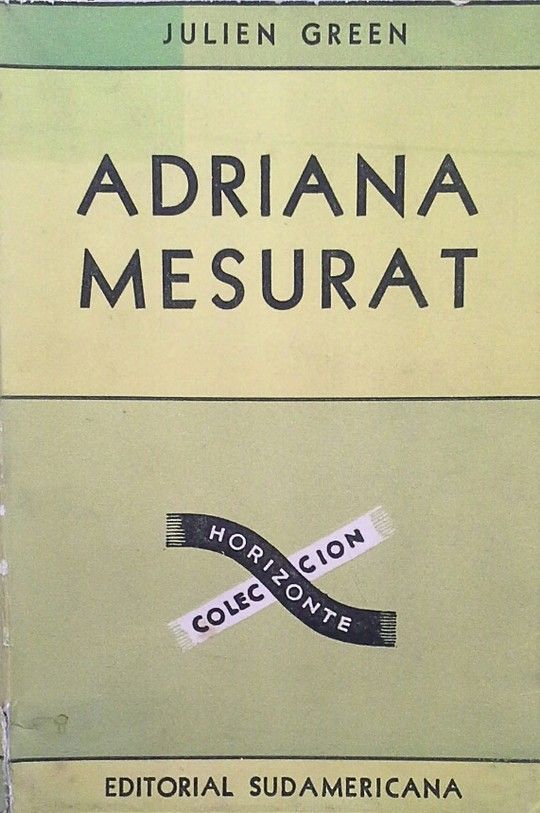 JULIEN GREEN
ADRIANA
MESURAT
HORIZONTE
COLECCION
EDITORIAL SUDAMERICANA